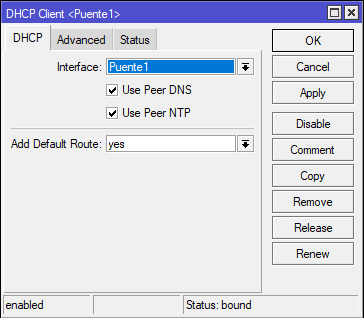 DHCP Client <Puente1>
DHCP Advanced Status
Interface: Puente1
Use Peer DNS
Use Peer NTP
Add Default Route: yes
OK
Cancel
Apply
Disable
Comment
Copy
Remove
Release
Renew
enabled Status: bound